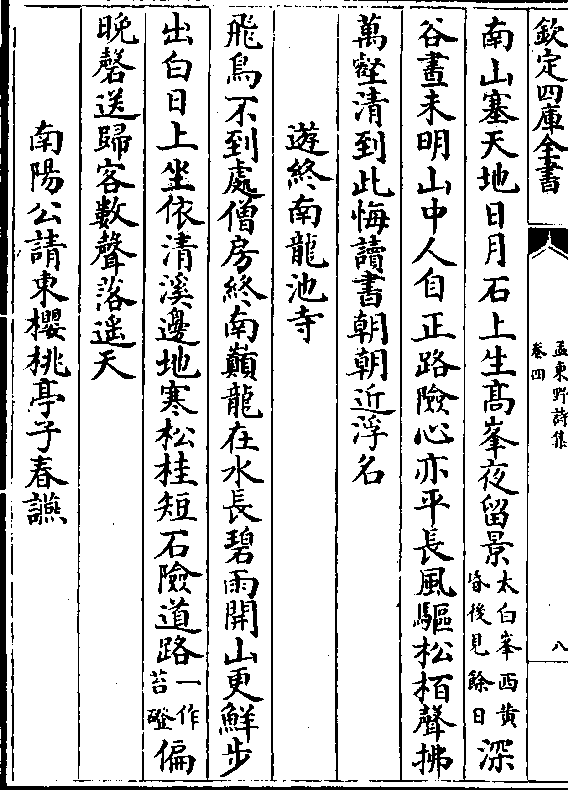 欽定四庫全書
孟東野詩集
卷四
八
南山塞天地日月石上生髙峯夜留景太白峯西黄昏後見餘日深
谷晝未明山中人自正路險心亦平長風驅松栢聲拂
萬壑清到此悔讀書朝朝近浮名
遊終南龍池寺
飛鳥不到處僧房終南巔龍在水長碧雨開山更鮮步
出白日上坐依清溪邊地寒松桂短石險道路一作苔磴偏
晚磬送歸客數聲落遥天
南陽公請東櫻桃亭子春讌